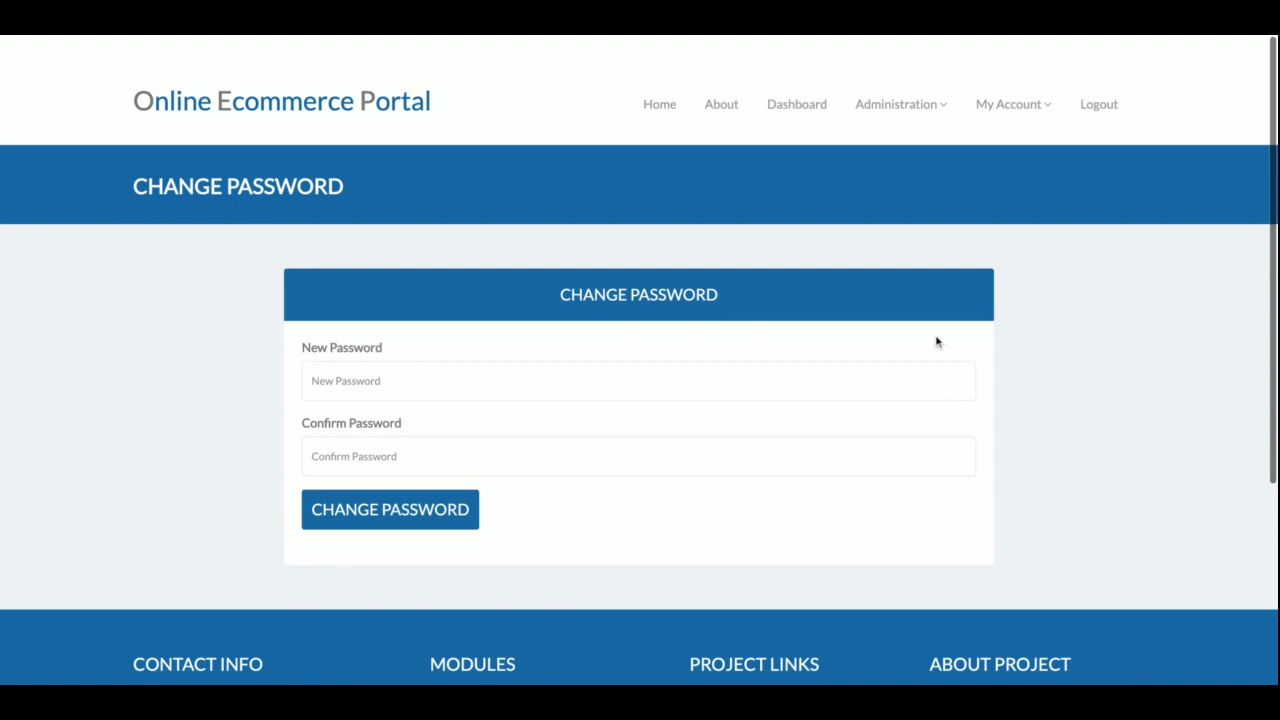 Online Ecommerce Portal
Home About Dashboard Administration My Account Logout
CHANGE PASSWORD
CHANGE PASSWORD
New Password
New Password
Confirm Password
Confirm Password
CHANGE PASSWORD
CONTACT INFO MODULES PROJECT LINKS ABOUT PROJECT